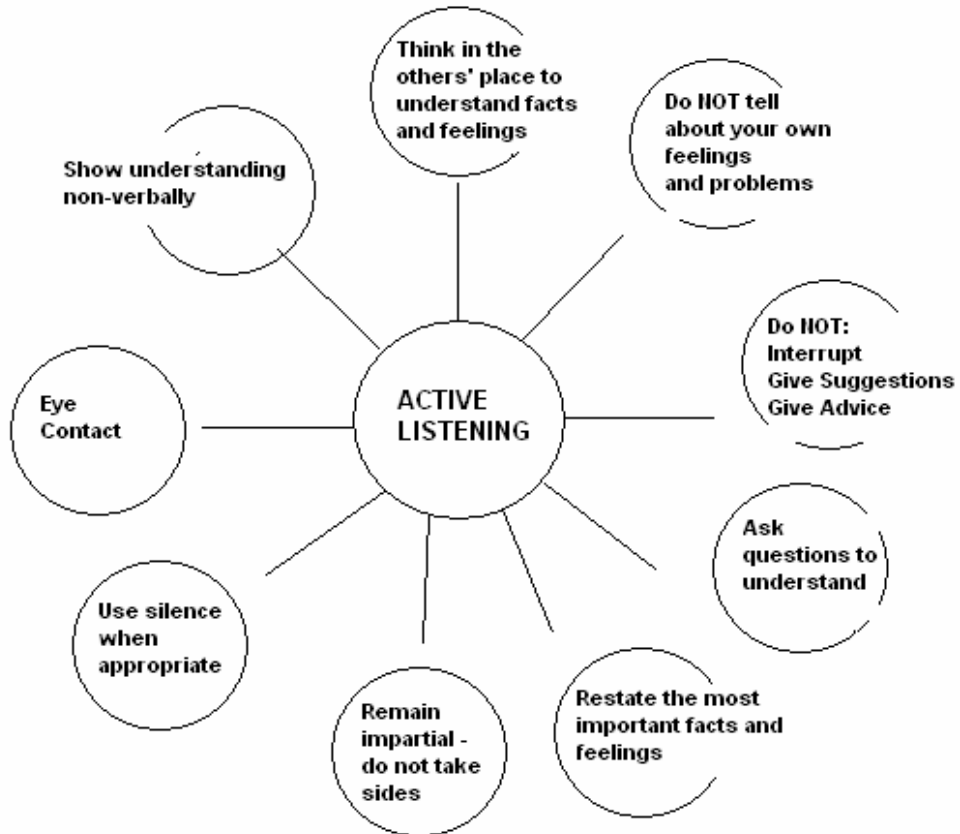 Think in the
others' place to
understand facts
and feelings
Do NOT tell
about your own
feelings
and problems
Show understanding
non-verbally
Do NOT:
Interrupt
Give Suggestions
Give Advice
Eye
Contact
ACTIVE
LISTENING
Ask
questions to
understand
Use silence
when
appropriate
Restate the most
important facts and
feelings
Remain
impartial -
do not take
sides